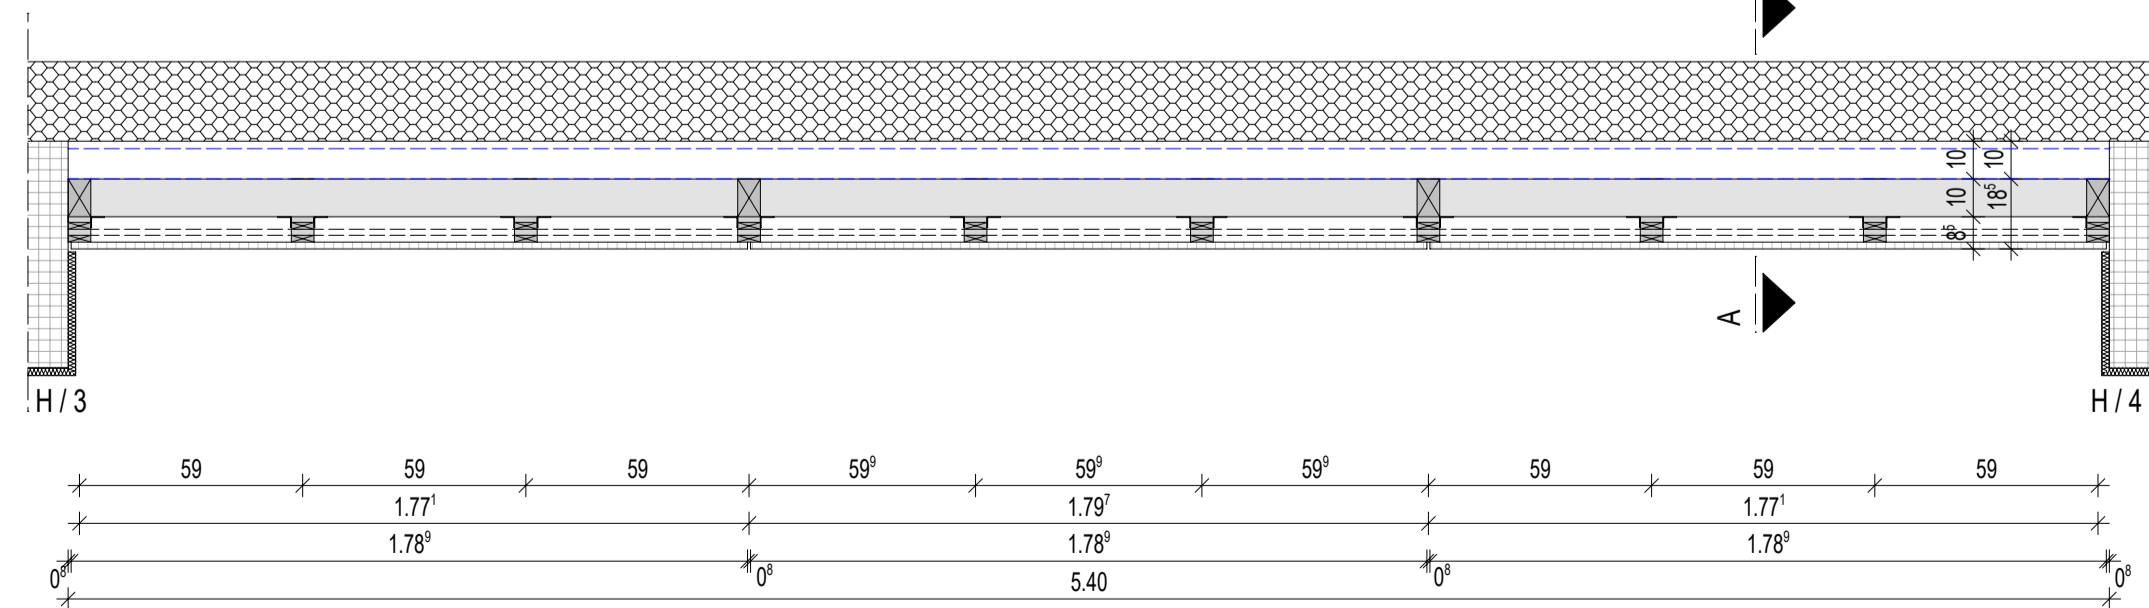 10 10
10 18⁵
8⁵
A
H / 3 H / 4
59 59 59 59⁹ 59⁹ 59⁹ 59 59 59
1.77¹ 1.79⁷ 1.77¹
1.78⁹ 1.78⁹ 1.78⁹
0⁸ 0⁸ 0⁸ 0⁸
5.40